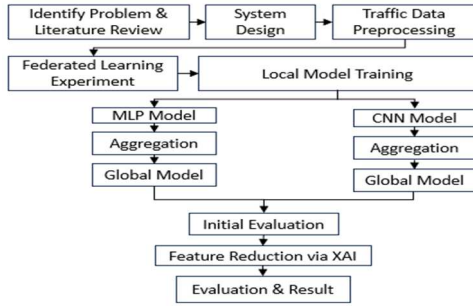 Identify Problem &
Literature Review
System
Design
Traffic Data
Preprocessing
Federated Learning
Experiment
Local Model Training
MLP Model
Aggregation
Global Model
CNN Model
Aggregation
Global Model
Initial Evaluation
Feature Reduction via XAI
Evaluation & Result